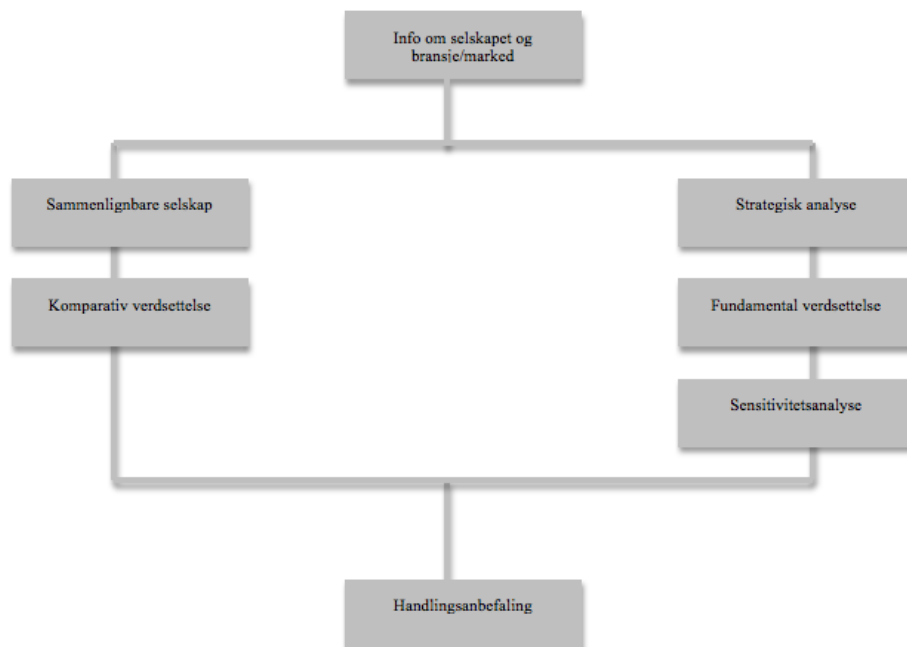 Info om selskapet og
bransje/marked
Sammenlignbare selskap
Strategisk analyse
Komparativ verdsettelse
Fundamental verdsettelse
Sensitivitetsanalyse
Handlingsanbefaling